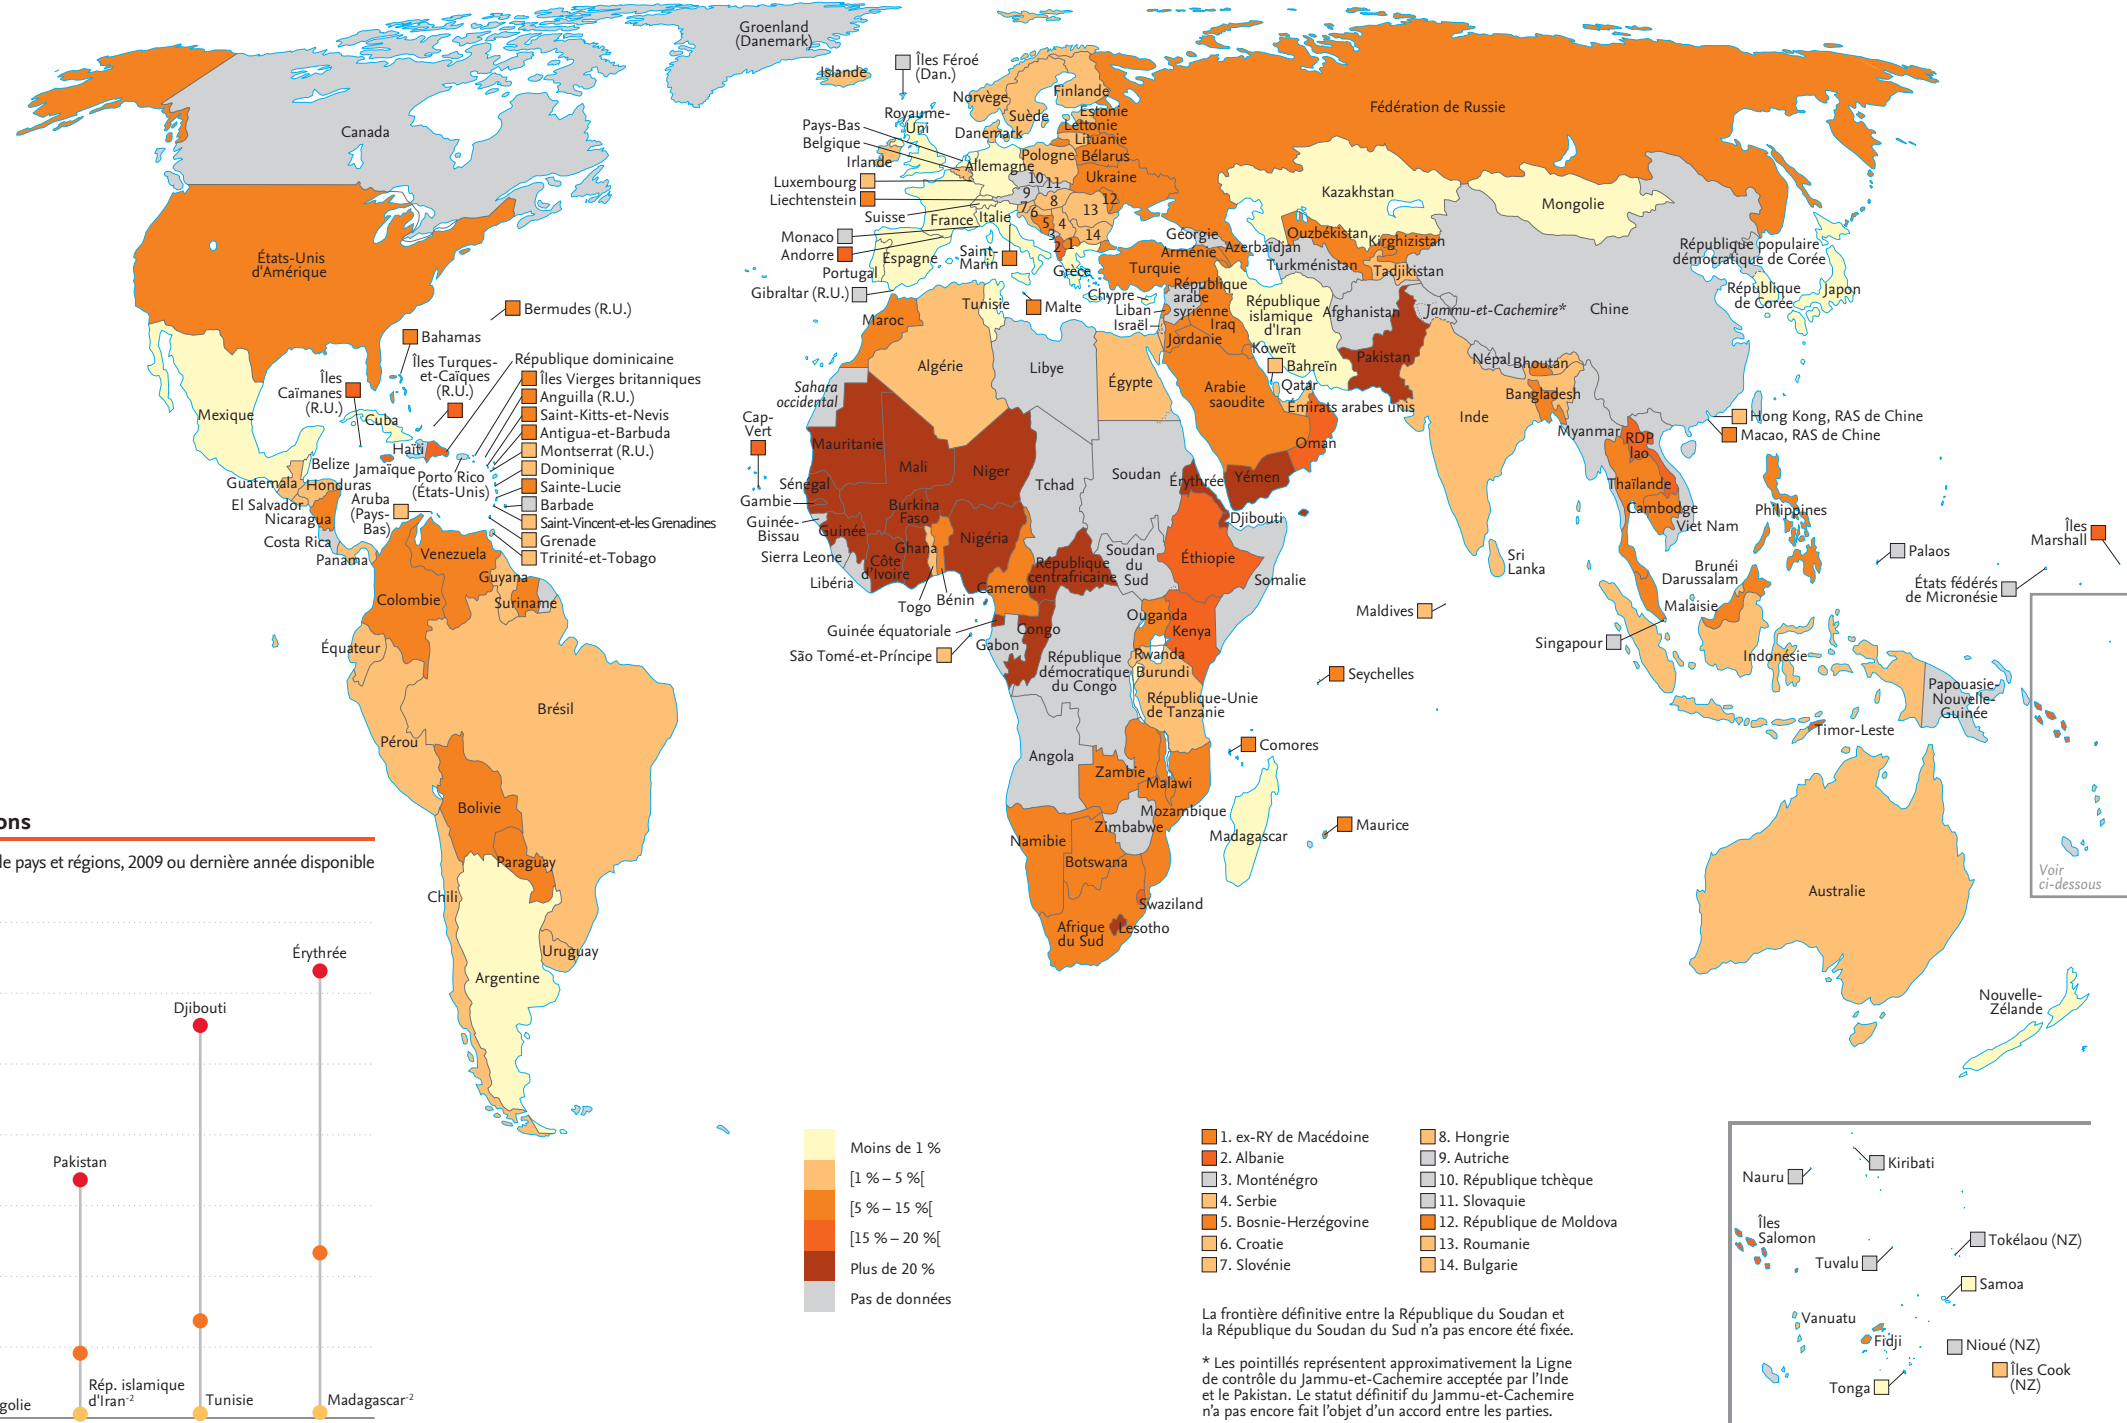 Groenland
(Danemark)
Îles Féroé
(Dan.)
Islande
Norvège
Finlande
Suède
Estonie
Lettonie
Lituanie
Danemark
Royaume-
Uni
Pays-Bas
Belgique
Irlande
Allemagne
Pologne
Bélarus
Ukraine
Luxembourg
Liechtenstein
Suisse
France
Italie
Monaco
Andorre
Portugal
Espagne
Saint-
Marin
Grèce
Gibraltar (R.U.)
Malte
10
11
9
8
12
7
6
13
5
4
3
14
2
1
Fédération de Russie
Kazakhstan
Mongolie
Géorgie
Arménie
Azerbaïdjan
Turquie
Ouzbékistan
Kirghizistan
Turkménistan
Tadjikistan
République populaire
démocratique de Corée
République
de Corée
Japon
Chine
Jammu-et-Cachemire*
Afghanistan
Pakistan
République
islamique
d'Iran
République
arabe
syrienne
Chypre
Liban
Israël
Iraq
Jordanie
Koweït
Bahreïn
Qatar
Émirats arabes unis
Arabie
saoudite
Oman
Yémen
Népal
Bhoutan
Bangladesh
Inde
Myanmar
RDP
lao
Thaïlande
Cambodge
Viet Nam
Philippines
Hong Kong, RAS de Chine
Macao, RAS de Chine
Sri
Lanka
Maldives
Brunéi
Darussalam
Malaisie
Singapour
Indonésie
Timor-Leste
Papouasie-
Nouvelle-
Guinée
Palaos
États fédérés
de Micronésie
Îles
Marshall
Australie
Nouvelle-
Zélande
Voir
ci-dessous
Canada
États-Unis
d'Amérique
Bermudes (R.U.)
Bahamas
Îles Turques-
et-Caïques
(R.U.)
Îles
Caïmanes
(R.U.)
République dominicaine
Îles Vierges britanniques
Anguilla (R.U.)
Saint-Kitts-et-Nevis
Antigua-et-Barbuda
Montserrat (R.U.)
Dominique
Sainte-Lucie
Barbade
Saint-Vincent-et-les Grenadines
Grenade
Trinité-et-Tobago
Mexique
Cuba
Haïti
Belize
Jamaïque
Porto Rico
(États-Unis)
Guatemala
Honduras
El Salvador
Nicaragua
Aruba
(Pays-
Bas)
Costa Rica
Panama
Venezuela
Guyana
Suriname
Colombie
Équateur
Pérou
Brésil
Bolivie
Paraguay
Chili
Uruguay
Argentine
Maroc
Tunisie
Algérie
Libye
Égypte
Sahara
occidental
Cap-
Vert
Mauritanie
Mali
Niger
Tchad
Soudan
Érythrée
Djibouti
Sénégal
Gambie
Guinée-
Bissau
Guinée
Sierra Leone
Libéria
Burkina
Faso
Côte
d'Ivoire
Ghana
Togo
Bénin
Nigéria
Cameroun
République
centrafricaine
Soudan
du
Sud
Éthiopie
Somalie
Guinée équatoriale
São Tomé-et-Príncipe
Gabon
Congo
République
démocratique
du Congo
Ouganda
Kenya
Rwanda
Burundi
République-Unie
de Tanzanie
Seychelles
Comores
Angola
Zambie
Malawi
Mozambique
Zimbabwe
Madagascar
Maurice
Namibie
Botswana
Swaziland
Lesotho
Afrique
du Sud
ons
le pays et régions, 2009 ou dernière année disponible
Érythrée
Djibouti
Pakistan
golie
Rép. islamique
d'Iran-2
Tunisie
Madagascar-2
Moins de 1 %
[1 % – 5 %[
[5 % – 15 %[
[15 % – 20 %[
Plus de 20 %
Pas de données
1. ex-RY de Macédoine
2. Albanie
3. Monténégro
4. Serbie
5. Bosnie-Herzégovine
6. Croatie
7. Slovénie
8. Hongrie
9. Autriche
10. République tchèque
11. Slovaquie
12. République de Moldova
13. Roumanie
14. Bulgarie
La frontière définitive entre la République du Soudan et
la République du Soudan du Sud n'a pas encore été fixée.
* Les pointillés représentent approximativement la Ligne
de contrôle du Jammu-et-Cachemire acceptée par l'Inde
et le Pakistan. Le statut définitif du Jammu-et-Cachemire
n'a pas encore fait l'objet d'un accord entre les parties.
Nauru
Kiribati
Îles
Salomon
Tokélaou (NZ)
Tuvalu
Samoa
Vanuatu
Fidji
Nioué (NZ)
Îles Cook
(NZ)
Tonga